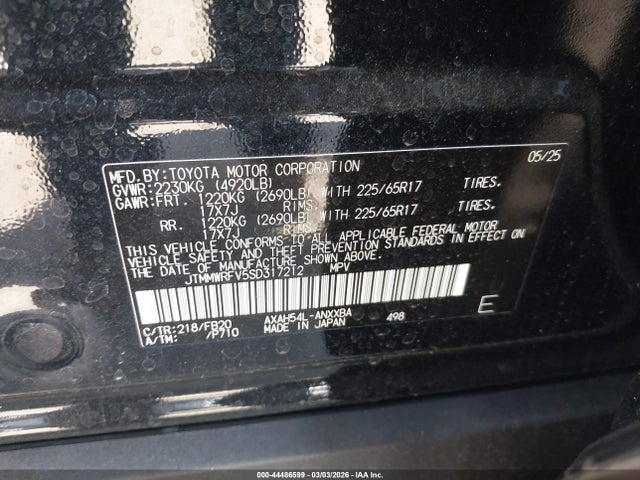 MFD.BY:TOYOTA MOTOR CORPORATION 05/25
GVWR:2230KG (4920LB)
GAWR:FRT. 1220KG (2690LB) WITH 225/65R17 TIRES.
17X7J RIMS
RR. 1220KG (2690LB) WITH 225/65R17 TIRES.
17X7J RIMS
THIS VEHICLE CONFORMS TO ALL APPLICABLE FEDERAL MOTOR
VEHICLE SAFETY AND THEFT PREVENTION STANDARDS IN EFFECT ON
THE DATE OF MANUFACTURE SHOWN ABOVE.
JTMMWRFV5SD317212 MPV
C/TR:218/FB20 AXAH54L-ANXXBA 498 E
A/TM: /P710 MADE IN JAPAN
000-44486599 - 03/03/2026 - IAA Inc.